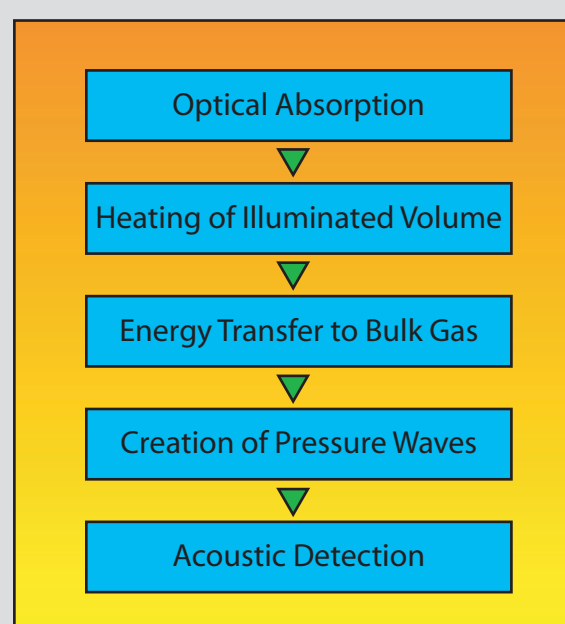 Optical Absorption
Heating of Illuminated Volume
Energy Transfer to Bulk Gas
Creation of Pressure Waves
Acoustic Detection